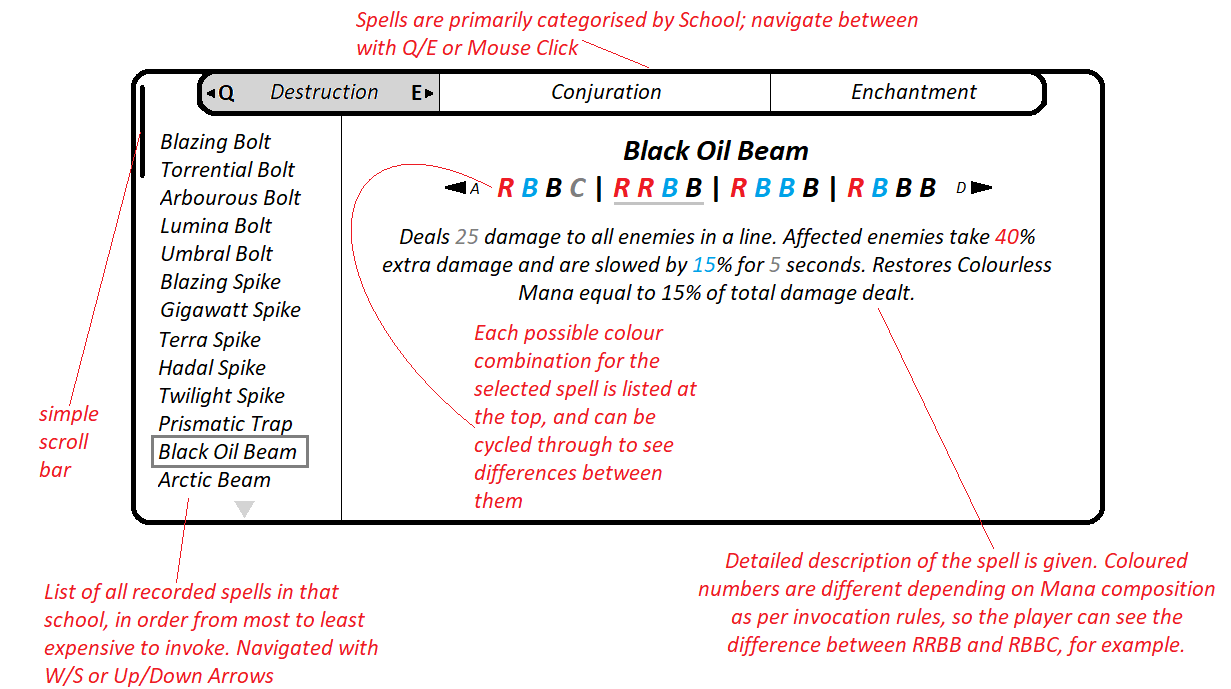 Spells are primarily categorised by School; navigate between
with Q/E or Mouse Click
Q Destruction E Conjuration Enchantment
Blazing Bolt
Torrential Bolt
Arbourous Bolt
Lumina Bolt
Umbral Bolt
Blazing Spike
Gigawatt Spike
Terra Spike
Hadal Spike
Twilight Spike
Prismatic Trap
Black Oil Beam
Arctic Beam
Black Oil Beam
A R B B C | R R B B | R B B B | R B B B D
Deals 25 damage to all enemies in a line. Affected enemies take 40%
extra damage and are slowed by 15% for 5 seconds. Restores Colourless
Mana equal to 15% of total damage dealt.
Each possible colour
combination for the
selected spell is listed at
the top, and can be
cycled through to see
differences between
them
simple
scroll
bar
List of all recorded spells in that
school, in order from most to least
expensive to invoke. Navigated with
W/S or Up/Down Arrows
Detailed description of the spell is given. Coloured
numbers are different depending on Mana composition
as per invocation rules, so the player can see the
difference between RRBB and RBBC, for example.